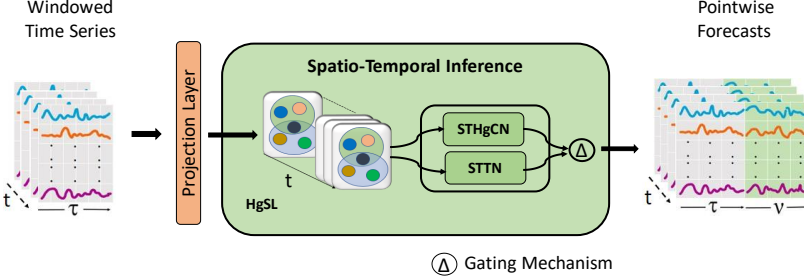 Windowed
Time Series
t
τ
Projection Layer
Spatio-Temporal Inference
t
HgSL
STHgCN
STTN
Δ
Pointwise
Forecasts
t
τ
ν
Δ Gating Mechanism